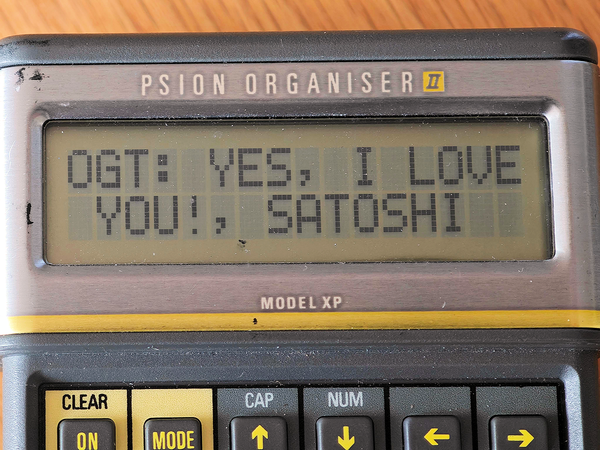 PSION ORGANISER II
OGT: YES, I LOVE
YOU!, SATOSHI
MODEL XP
CLEAR CAP NUM
ON MODE ↑ ↓ ← →